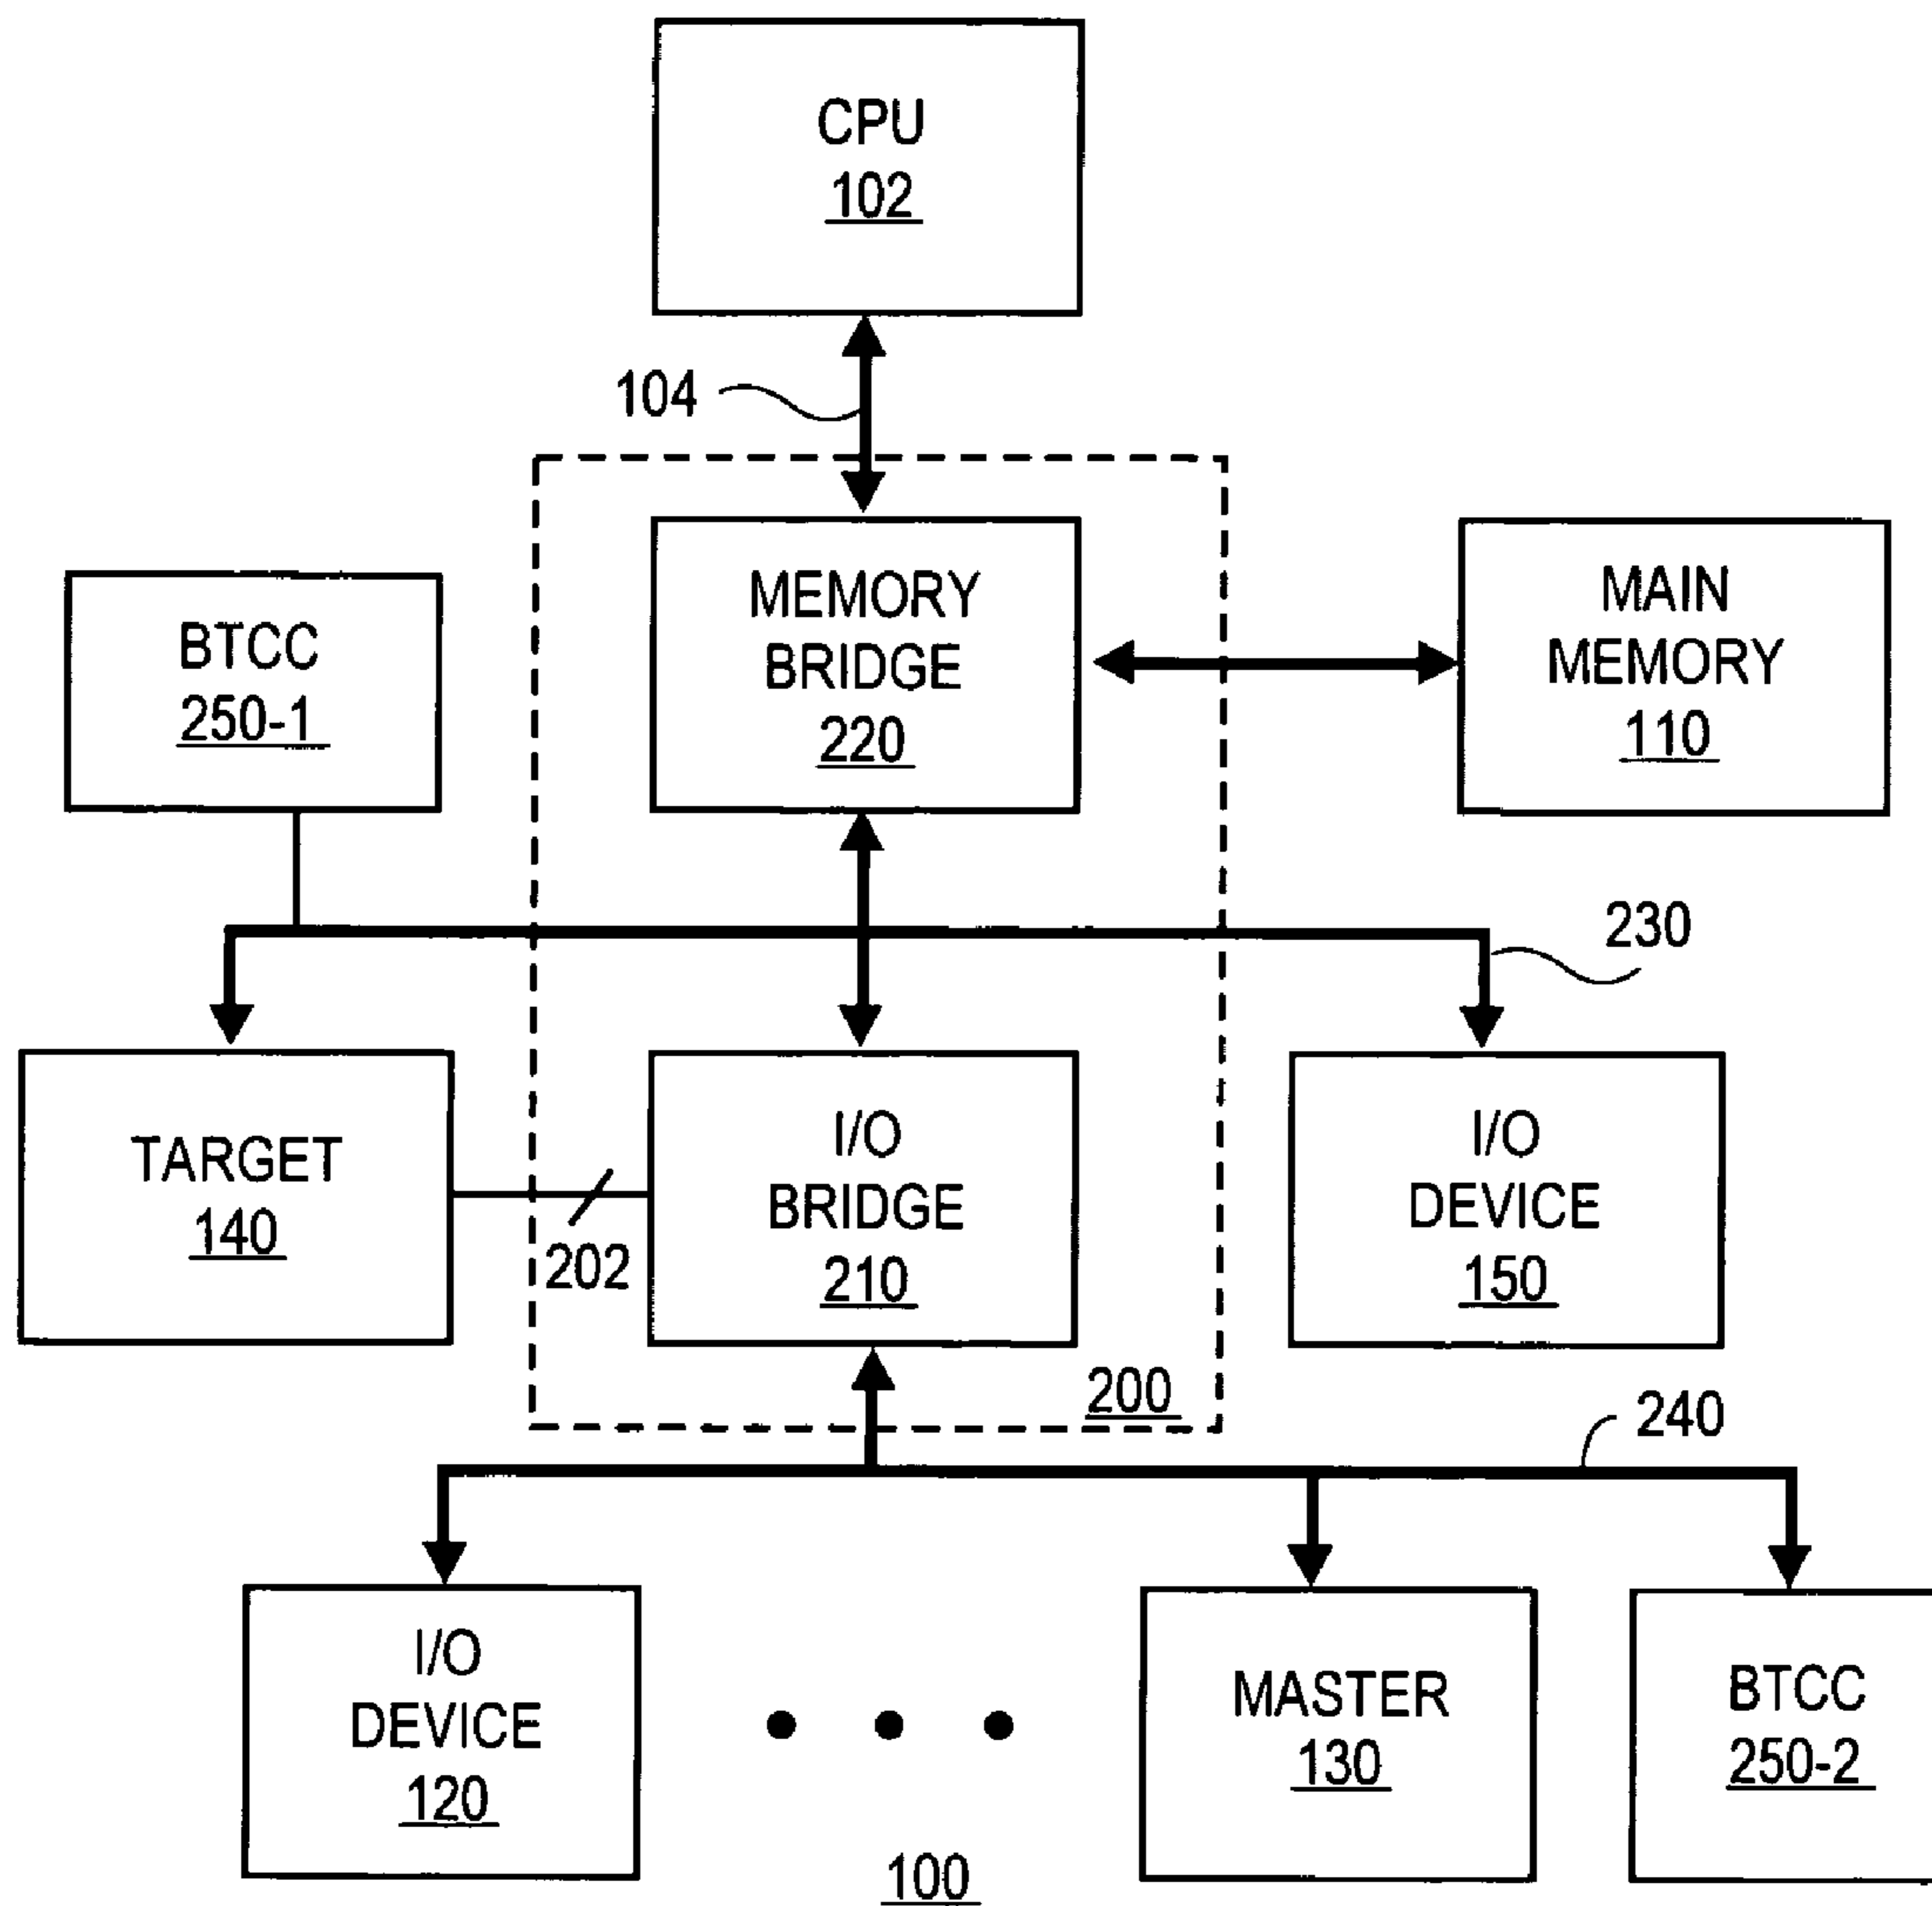 CPU
102
104
MEMORY
BRIDGE
220
MAIN
MEMORY
110
BTCC
250-1
230
TARGET
140
202
I/O
BRIDGE
210
I/O
DEVICE
150
200
240
I/O
DEVICE
120
MASTER
130
BTCC
250-2
100